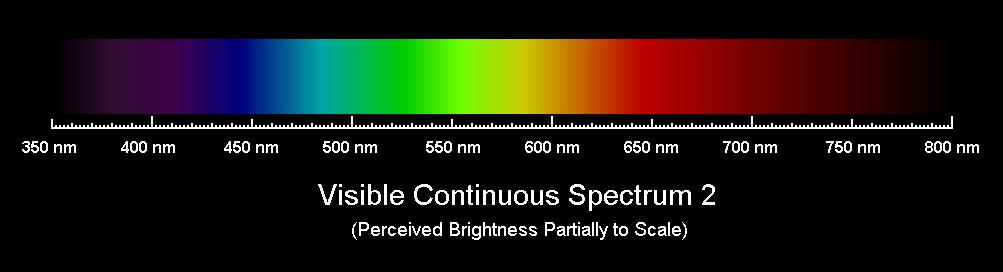 350 nm 400 nm 450 nm 500 nm 550 nm 600 nm 650 nm 700 nm 750 nm 800 nm
Visible Continuous Spectrum 2
(Perceived Brightness Partially to Scale)